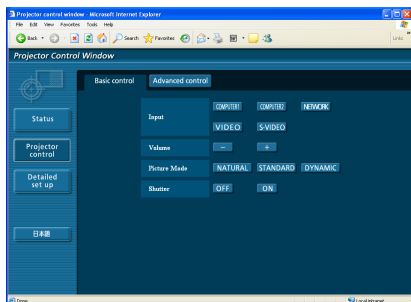 Projector control window - Microsoft Internet Explorer
File Edit View Favorites Tools Help
Back Search Favorites Links
Projector Control Window
Basic control Advanced control
Status
Projector control
Detailed set up
日本語
Input COMPUTER1 COMPUTER2 NETWORK
VIDEO S-VIDEO
Volume - +
Picture Mode NATURAL STANDARD DYNAMIC
Shutter OFF ON
Done Local intranet